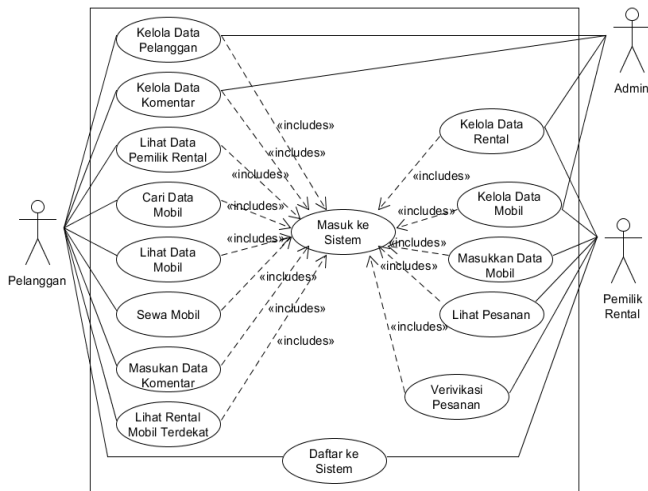 Kelola Data
Pelanggan
Admin
Kelola Data
Komentar
«includes»
«includes»
Kelola Data
Rental
Lihat Data
Pemilik Rental
«includes»
«includes»
Cari Data
Mobil
«includes»
Kelola Data
Mobil
«includes»
Masuk ke
Sistem
Pelanggan
Lihat Data
Mobil
«includes»
«includes»
Masukkan Data
Mobil
Pemilik
Rental
«includes»
Sewa Mobil
«includes»
«includes»
Lihat Pesanan
«includes»
«includes»
Masukan Data
Komentar
Verivikasi
Pesanan
Lihat Rental
Mobil Terdekat
Daftar ke
Sistem